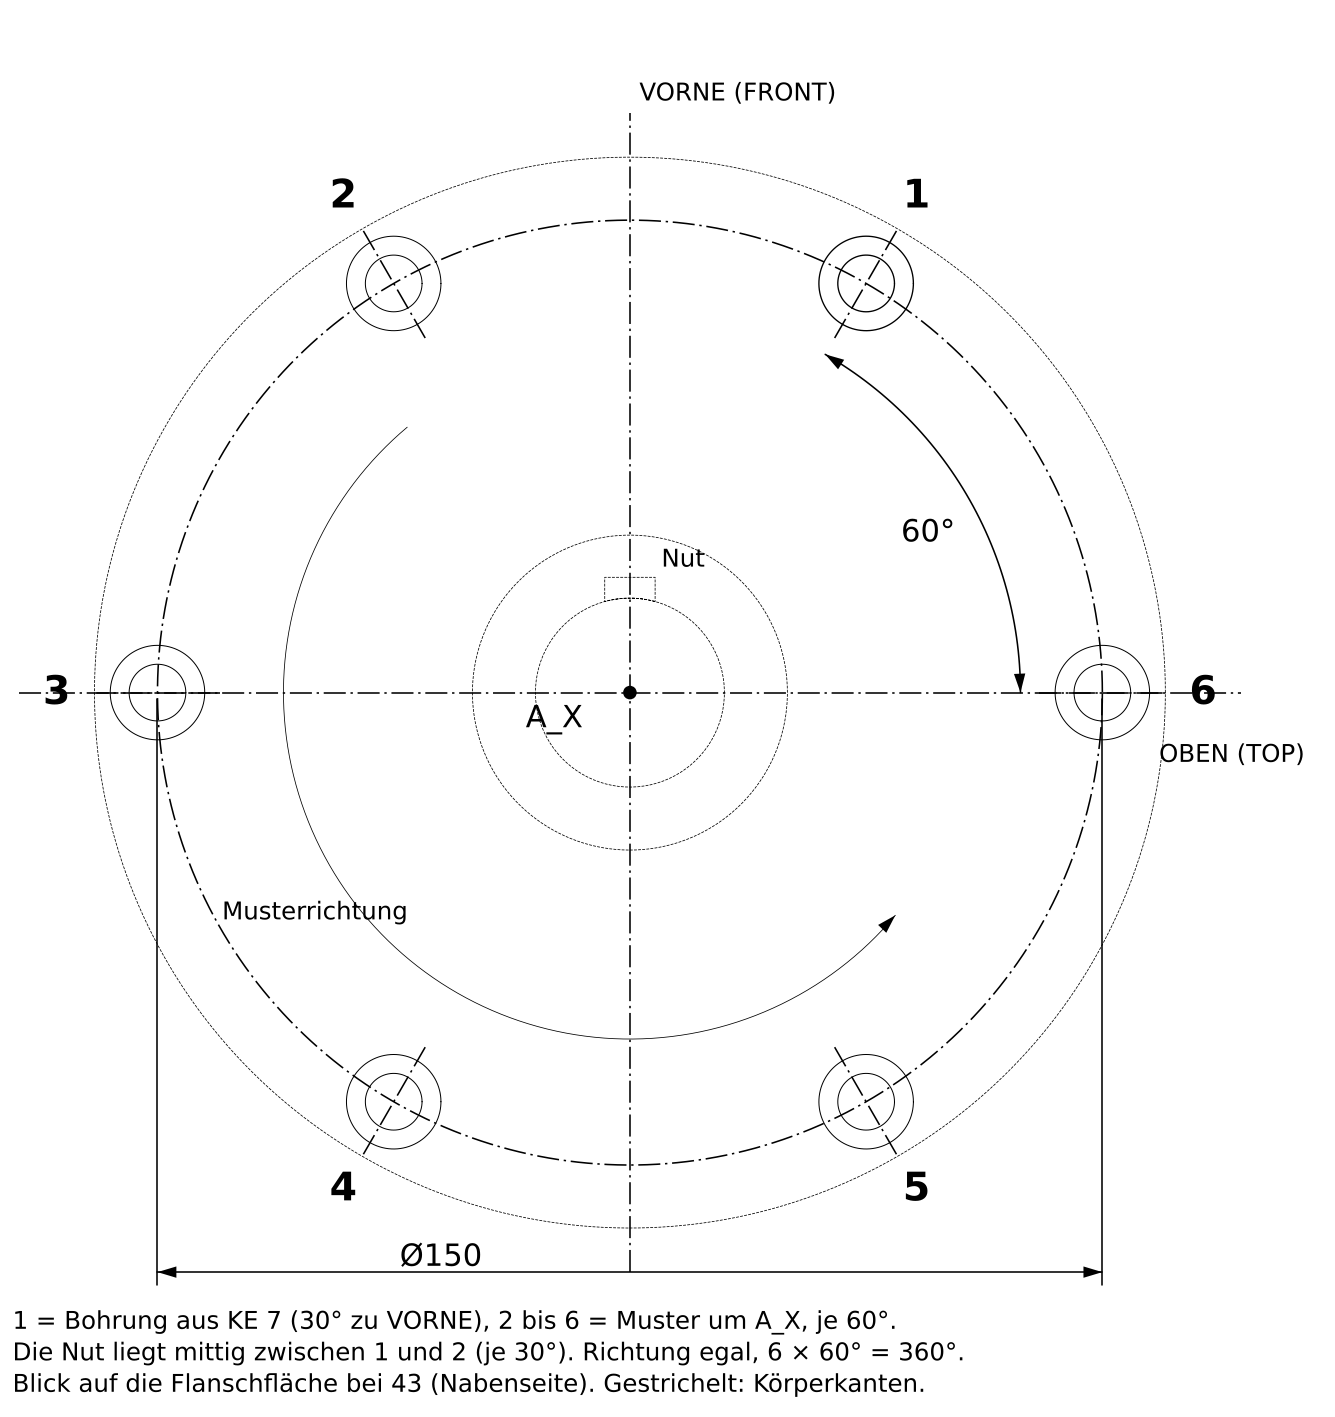 VORNE (FRONT)
2
1
60°
Nut
3
6
A_X
OBEN (TOP)
Musterrichtung
4
5
Ø150
1 = Bohrung aus KE 7 (30° zu VORNE), 2 bis 6 = Muster um A_X, je 60°.
Die Nut liegt mittig zwischen 1 und 2 (je 30°). Richtung egal, 6 × 60° = 360°.
Blick auf die Flanschfläche bei 43 (Nabenseite). Gestrichelt: Körperkanten.